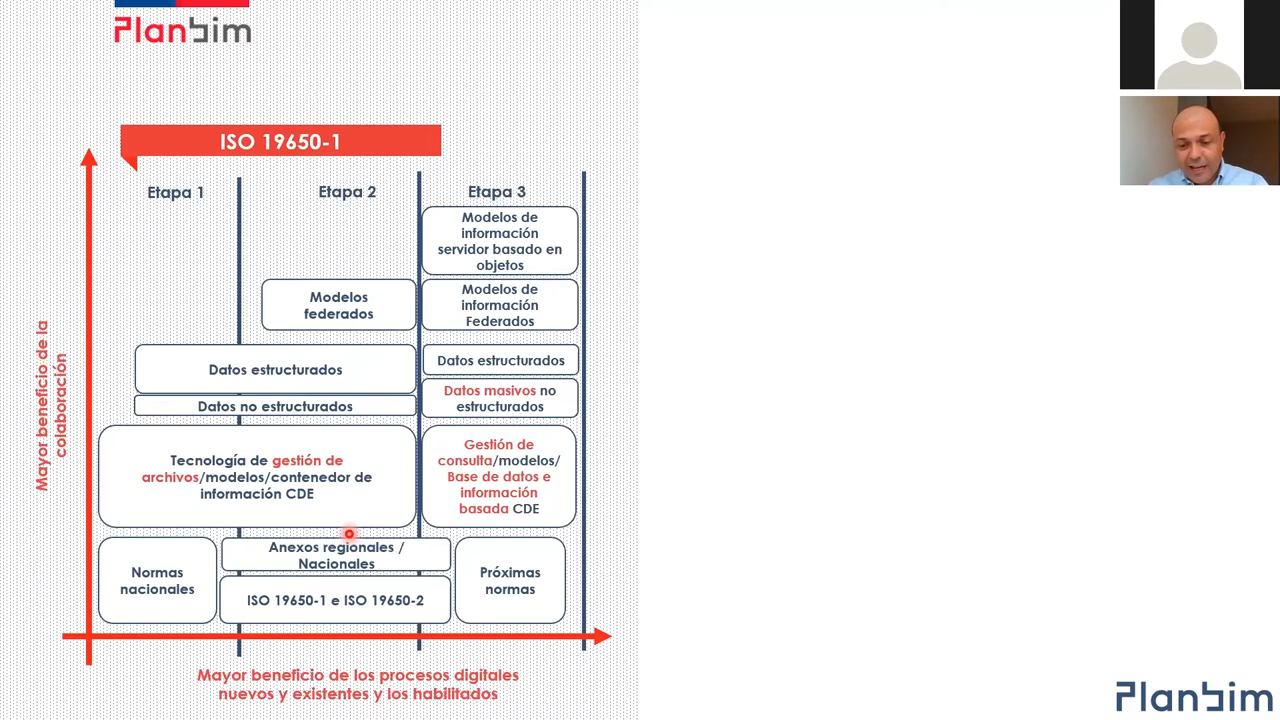 PlanBim
ISO 19650-1
Etapa 1
Etapa 2
Etapa 3
Modelos de
información
servidor basado en
objetos
Modelos
federados
Modelos de
información
Federados
Datos estructurados
Datos estructurados
Datos no estructurados
Datos masivos no
estructurados
Tecnología de gestión de
archivos/modelos/contenedor de
información CDE
Gestión de
consulta/modelos/
Base de datos e
información
basada CDE
Normas
nacionales
Anexos regionales /
Nacionales
ISO 19650-1 e ISO 19650-2
Próximas
normas
Mayor beneficio de la
colaboración
Mayor beneficio de los procesos digitales
nuevos y existentes y los habilitados
PlanBim